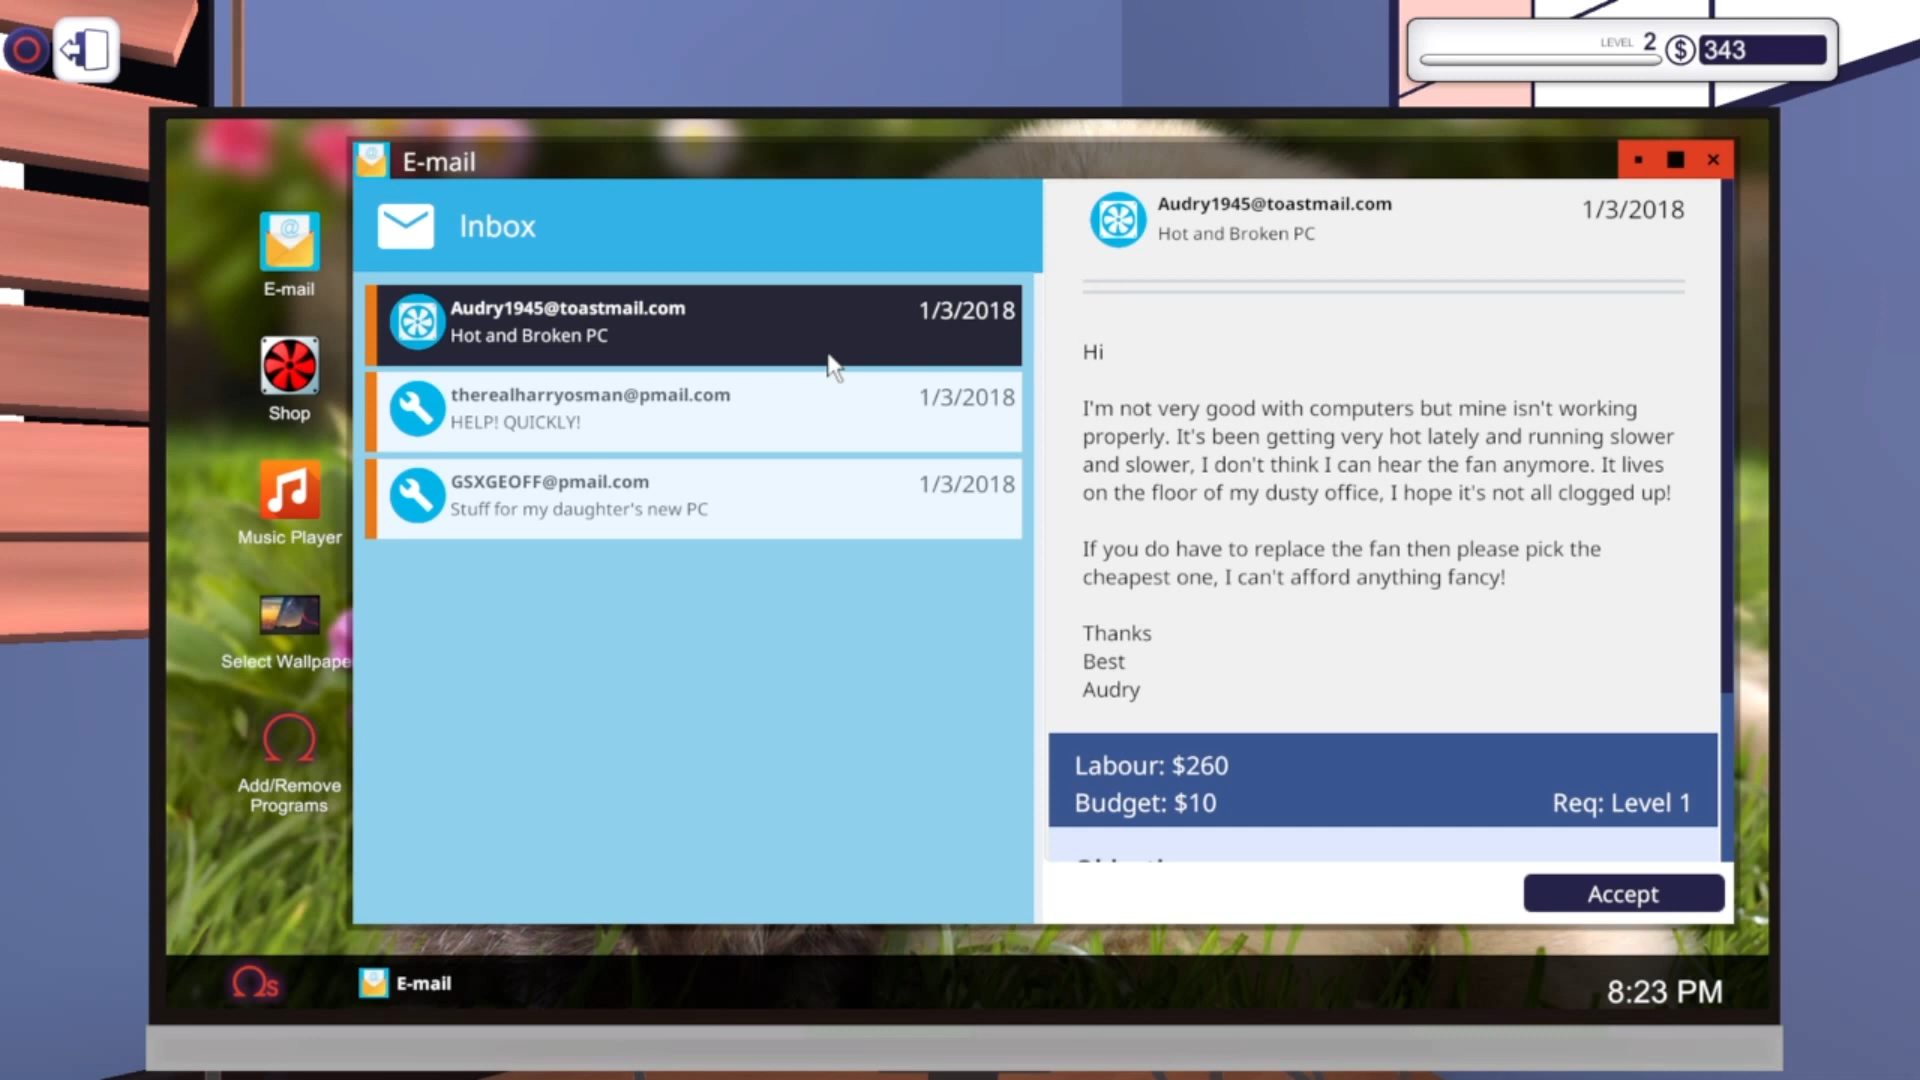 LEVEL 2 $ 343
E-mail
Inbox
Audry1945@toastmail.com 1/3/2018
Hot and Broken PC
therealharryosman@pmail.com 1/3/2018
HELP! QUICKLY!
GSXGEOFF@pmail.com 1/3/2018
Stuff for my daughter's new PC
E-mail
Shop
Music Player
Select Wallpape
Add/Remove
Programs
Audry1945@toastmail.com 1/3/2018
Hot and Broken PC
Hi
I'm not very good with computers but mine isn't working
properly. It's been getting very hot lately and running slower
and slower, I don't think I can hear the fan anymore. It lives
on the floor of my dusty office, I hope it's not all clogged up!
If you do have to replace the fan then please pick the
cheapest one, I can't afford anything fancy!
Thanks
Best
Audry
Labour: $260
Budget: $10 Req: Level 1
Accept
Ωs E-mail 8:23 PM